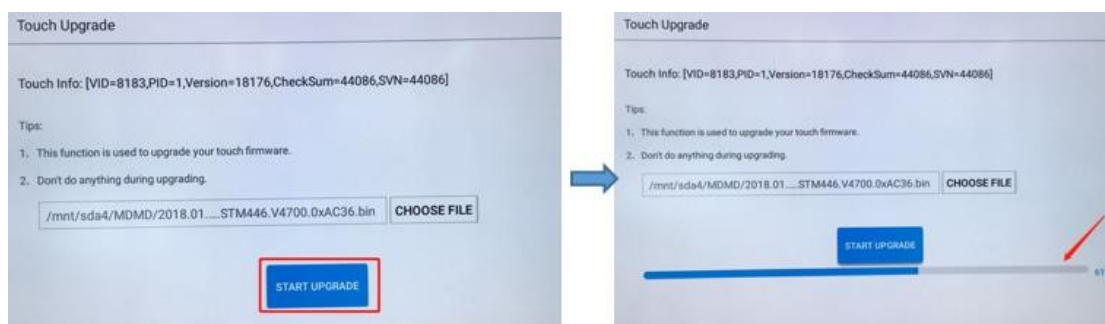 Touch Upgrade
Touch Info: [VID=8183,PID=1,Version=18176,CheckSum=44086,SVN=44086]
Tips:
1. This function is used to upgrade your touch firmware.
2. Don't do anything during upgrading.
/mnt/sda4/MDMD/2018.01....STM446.V4700.0xAC36.bin CHOOSE FILE
START UPGRADE
Touch Upgrade
Touch Info: [VID=8183,PID=1,Version=18176,CheckSum=44086,SVN=44086]
Tips:
1. This function is used to upgrade your touch firmware.
2. Don't do anything during upgrading.
/mnt/sda4/MDMD/2018.01....STM446.V4700.0xAC36.bin CHOOSE FILE
START UPGRADE